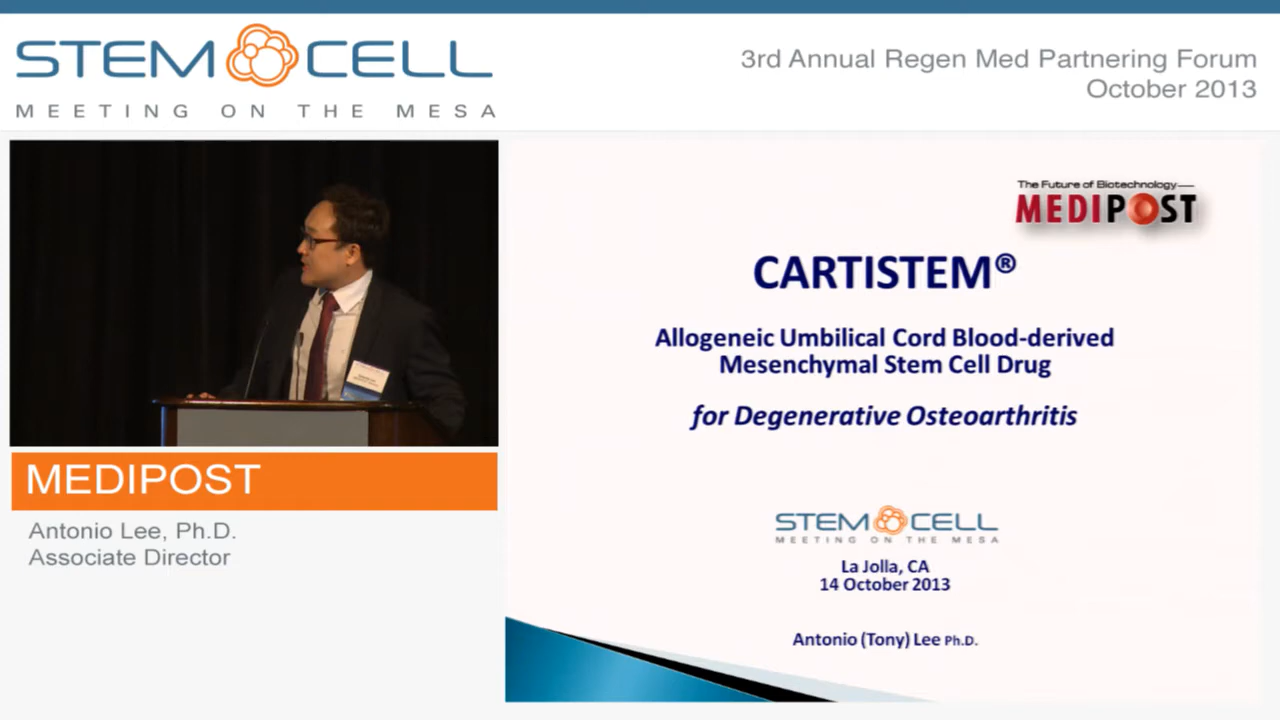 STEM CELL
MEETING ON THE MESA
3rd Annual Regen Med Partnering Forum
October 2013
The Future of Biotechnology
MEDIPOST
CARTISTEM®
Allogeneic Umbilical Cord Blood-derived
Mesenchymal Stem Cell Drug
for Degenerative Osteoarthritis
STEM CELL
MEETING ON THE MESA
La Jolla, CA
14 October 2013
Antonio (Tony) Lee Ph.D.
MEDIPOST
Antonio Lee, Ph.D.
Associate Director